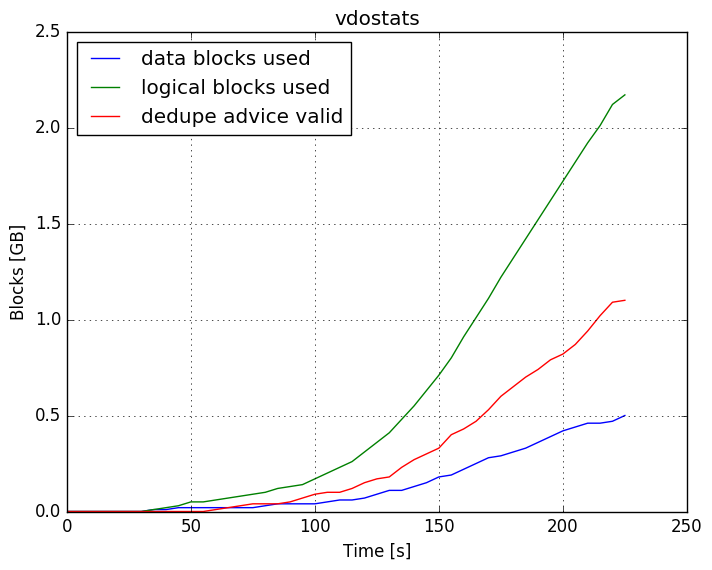 vdostats
data blocks used
logical blocks used
dedupe advice valid
Blocks [GB]
2.5
2.0
1.5
1.0
0.5
0.0
0 50 100 150 200 250
Time [s]